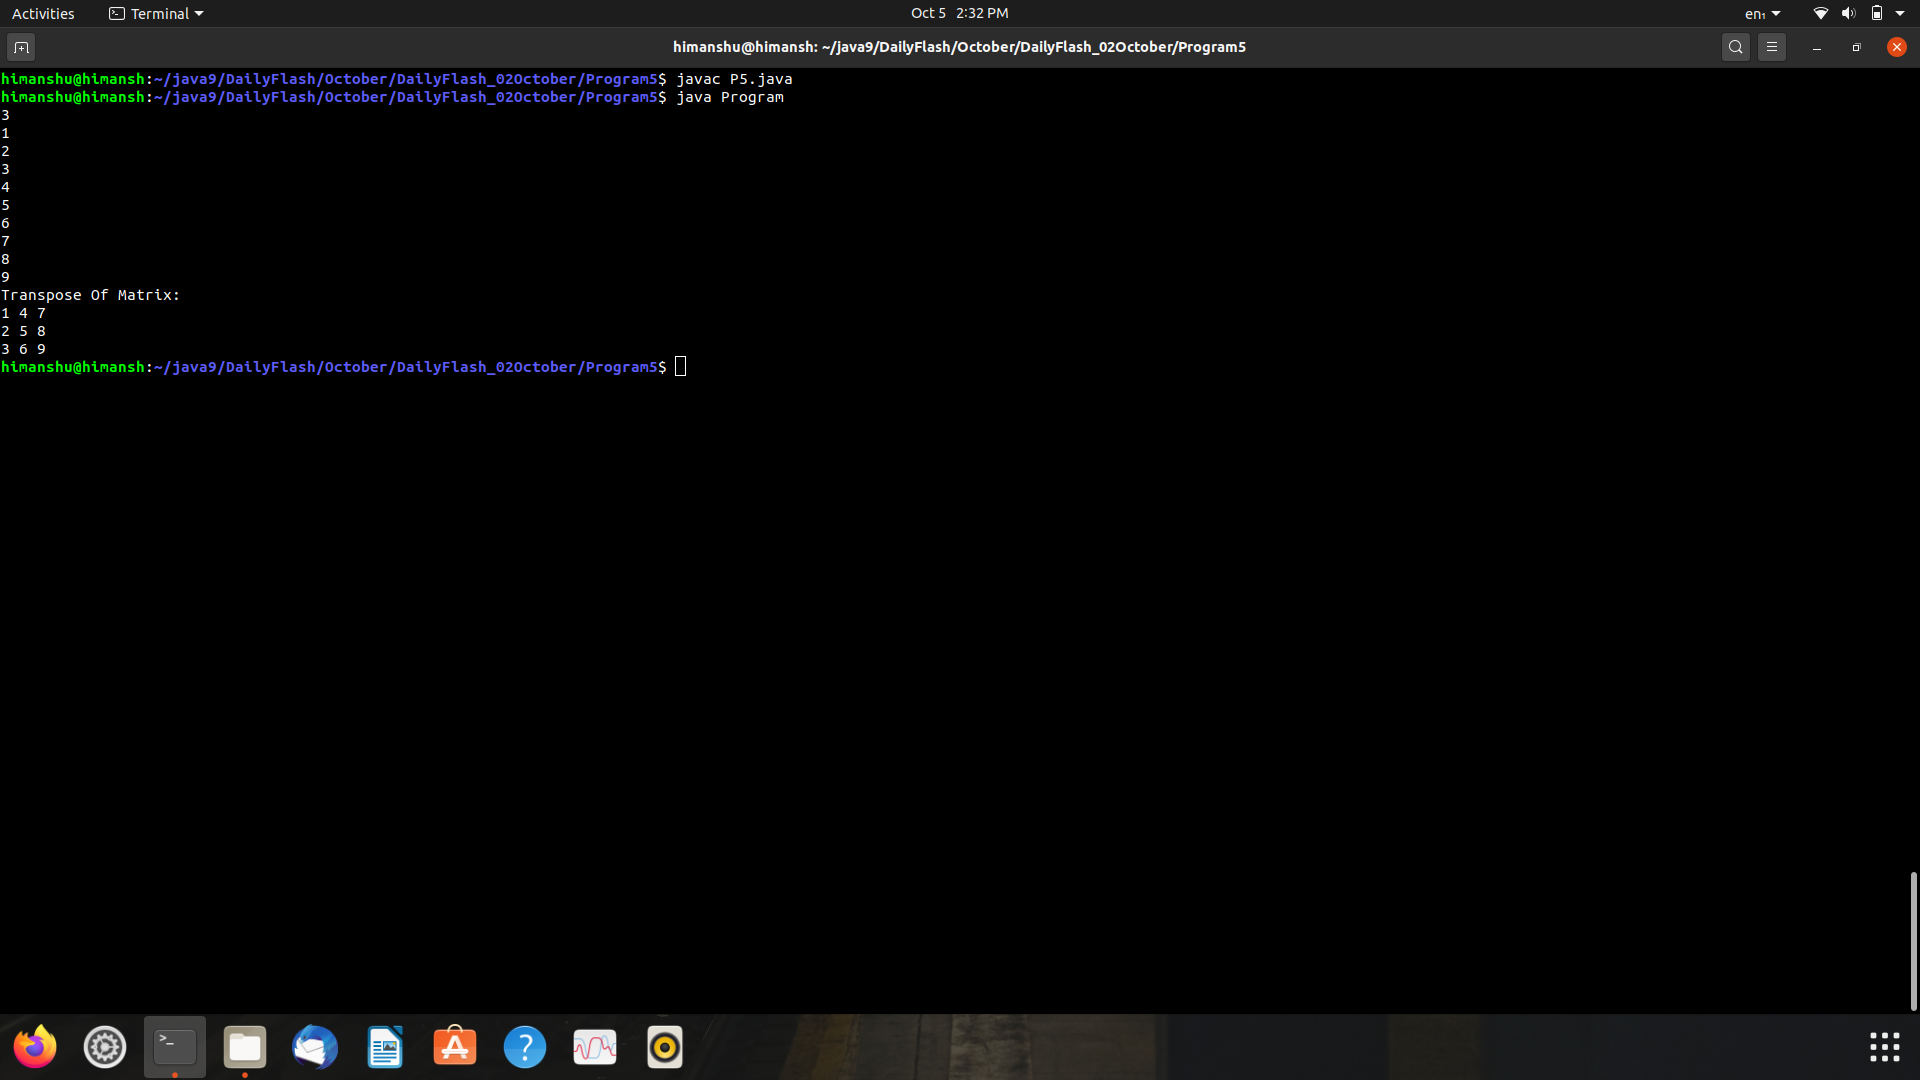 Activities Terminal Oct 5 2:32 PM en₁
himanshu@himansh: ~/java9/DailyFlash/October/DailyFlash_02October/Program5
himanshu@himansh:~/java9/DailyFlash/October/DailyFlash_02October/Program5$ javac P5.java
himanshu@himansh:~/java9/DailyFlash/October/DailyFlash_02October/Program5$ java Program
3
1
2
3
4
5
6
7
8
9
Transpose Of Matrix:
1 4 7
2 5 8
3 6 9
himanshu@himansh:~/java9/DailyFlash/October/DailyFlash_02October/Program5$